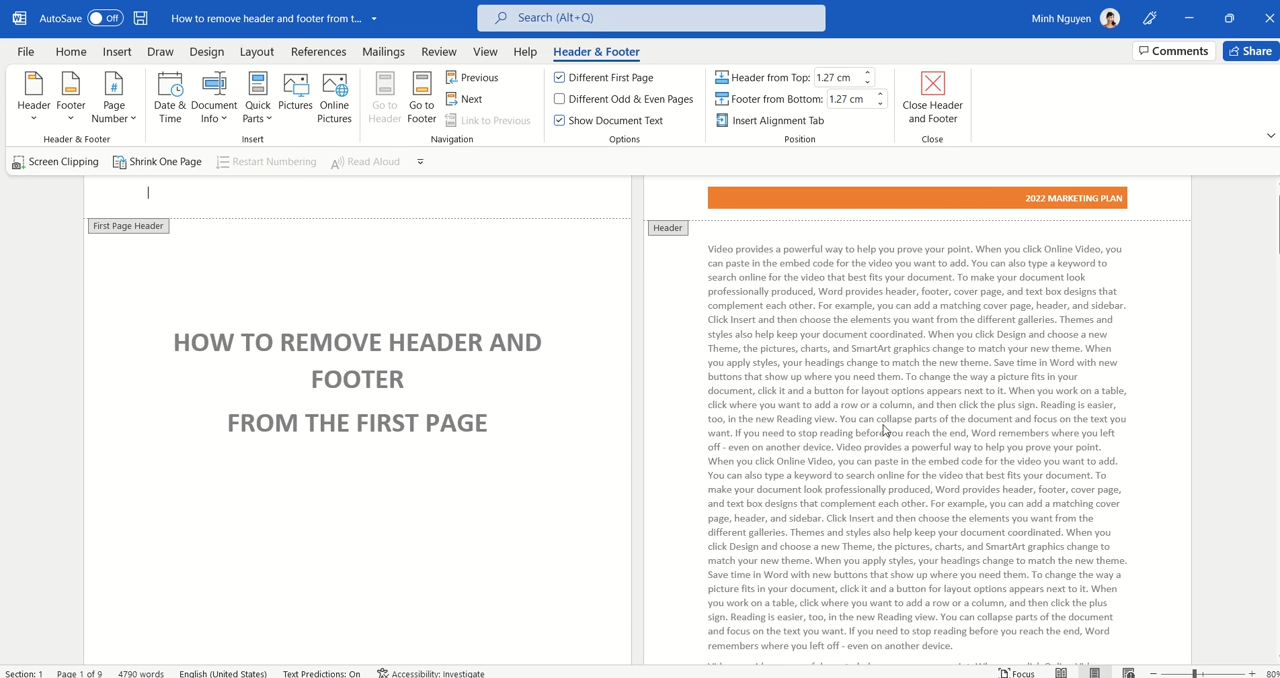 AutoSave Off How to remove header and footer from t... Search (Alt+Q) Minh Nguyen
File Home Insert Draw Design Layout References Mailings Review View Help Header & Footer Comments Share
Header
Footer
Page
Number
Header & Footer
Date &
Time
Document
Info
Quick
Parts
Pictures
Online
Pictures
Insert
Go to
Header
Go to
Footer
Previous
Next
Link to Previous
Navigation
Different First Page
Different Odd & Even Pages
Show Document Text
Options
Header from Top: 1.27 cm
Footer from Bottom: 1.27 cm
Insert Alignment Tab
Position
Close Header
and Footer
Close
Screen Clipping Shrink One Page Restart Numbering Read Aloud
First Page Header
HOW TO REMOVE HEADER AND
FOOTER
FROM THE FIRST PAGE
2022 MARKETING PLAN
Header
Video provides a powerful way to help you prove your point. When you click Online Video, you
can paste in the embed code for the video you want to add. You can also type a keyword to
search online for the video that best fits your document. To make your document look
professionally produced, Word provides header, footer, cover page, and text box designs that
complement each other. For example, you can add a matching cover page, header, and sidebar.
Click Insert and then choose the elements you want from the different galleries. Themes and
styles also help keep your document coordinated. When you click Design and choose a new
Theme, the pictures, charts, and SmartArt graphics change to match your new theme. When
you apply styles, your headings change to match the new theme. Save time in Word with new
buttons that show up where you need them. To change the way a picture fits in your
document, click it and a button for layout options appears next to it. When you work on a table,
click where you want to add a row or a column, and then click the plus sign. Reading is easier,
too, in the new Reading view. You can collapse parts of the document and focus on the text you
want. If you need to stop reading before you reach the end, Word remembers where you left
off - even on another device. Video provides a powerful way to help you prove your point.
When you click Online Video, you can paste in the embed code for the video you want to add.
You can also type a keyword to search online for the video that best fits your document. To
make your document look professionally produced, Word provides header, footer, cover page,
and text box designs that complement each other. For example, you can add a matching cover
page, header, and sidebar. Click Insert and then choose the elements you want from the
different galleries. Themes and styles also help keep your document coordinated. When you
click Design and choose a new Theme, the pictures, charts, and SmartArt graphics change to
match your new theme. When you apply styles, your headings change to match the new theme.
Save time in Word with new buttons that show up where you need them. To change the way a
picture fits in your document, click it and a button for layout options appears next to it. When
you work on a table, click where you want to add a row or a column, and then click the plus
sign. Reading is easier, too, in the new Reading view. You can collapse parts of the document
and focus on the text you want. If you need to stop reading before you reach the end, Word
remembers where you left off - even on another device.
Section: 1 Page 1 of 9 4790 words English (United States) Text Predictions: On Accessibility: Investigate Focus 80%